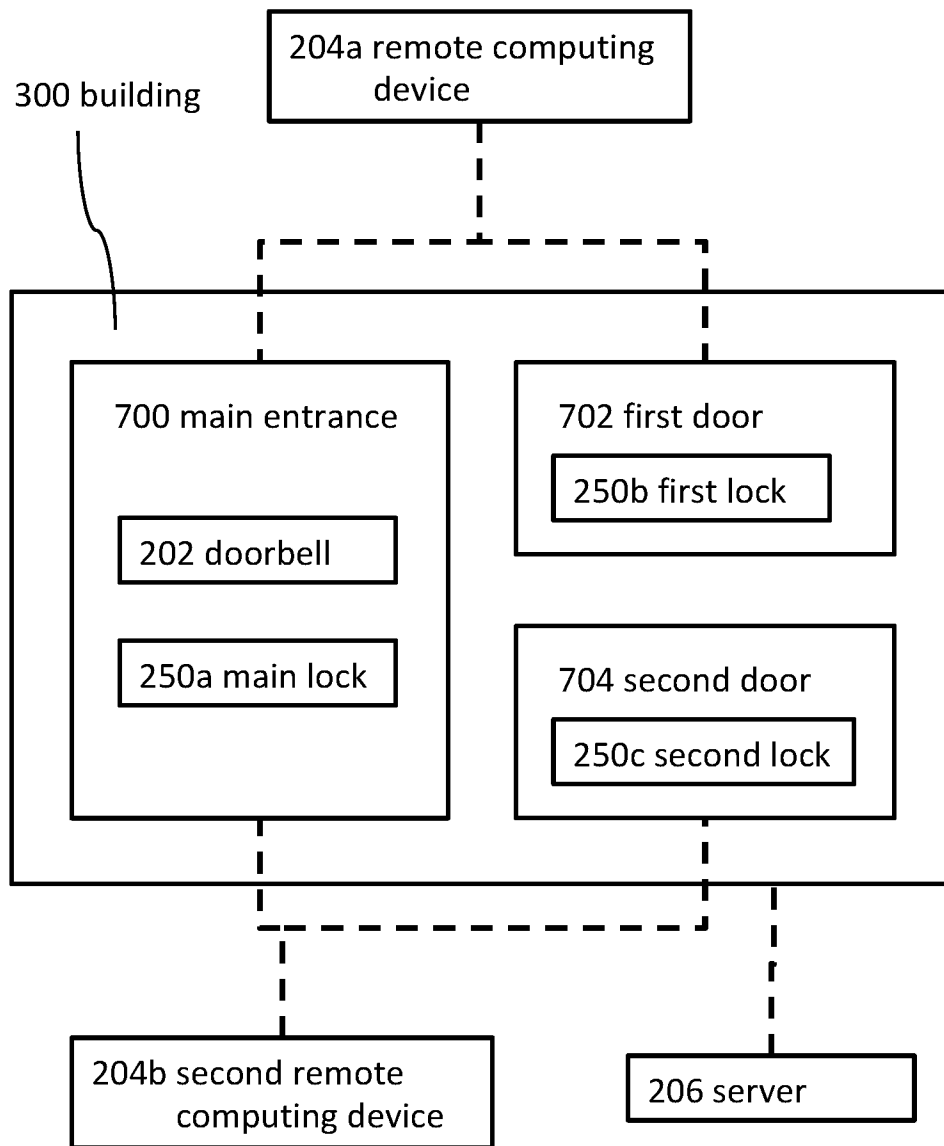 204a remote computing
device
300 building
700 main entrance
702 first door
250b first lock
202 doorbell
250a main lock
704 second door
250c second lock
204b second remote
computing device
206 server